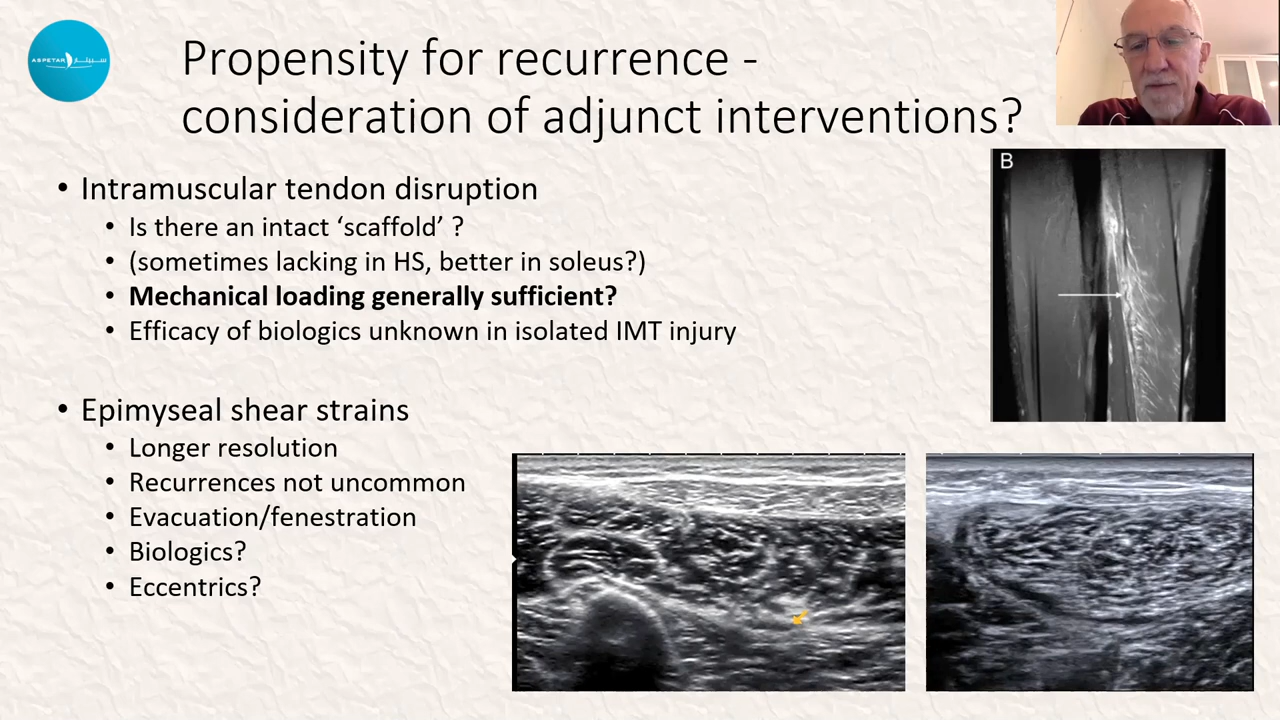 ASPETAR سبيتار
Propensity for recurrence -
consideration of adjunct interventions?
• Intramuscular tendon disruption
• Is there an intact ‘scaffold’ ?
• (sometimes lacking in HS, better in soleus?)
• Mechanical loading generally sufficient?
• Efficacy of biologics unknown in isolated IMT injury
• Epimyseal shear strains
• Longer resolution
• Recurrences not uncommon
• Evacuation/fenestration
• Biologics?
• Eccentrics?
B